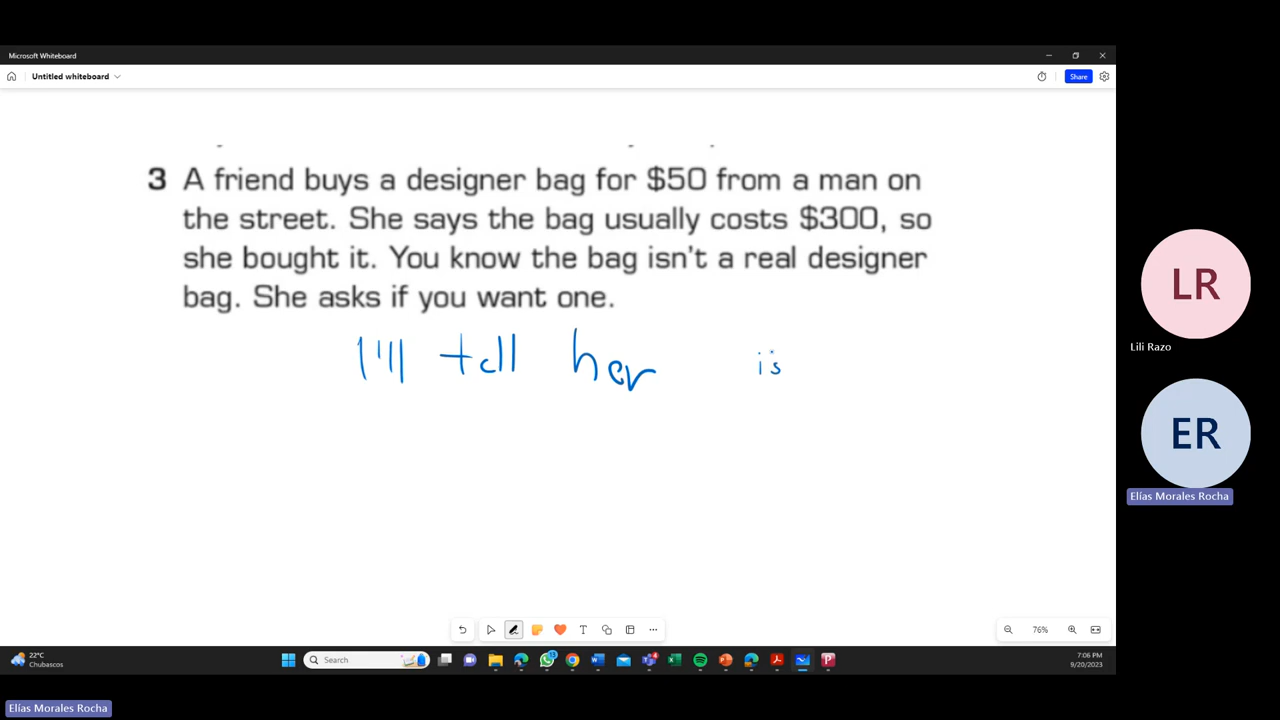 Microsoft Whiteboard
Untitled whiteboard
Share
3 A friend buys a designer bag for $50 from a man on
the street. She says the bag usually costs $300, so
she bought it. You know the bag isn't a real designer
bag. She asks if you want one.
I'll tell her is
LR
Lili Razo
ER
Elías Morales Rocha
76%
22°C
Chubascos
Search
7:06 PM
9/20/2023
Elías Morales Rocha